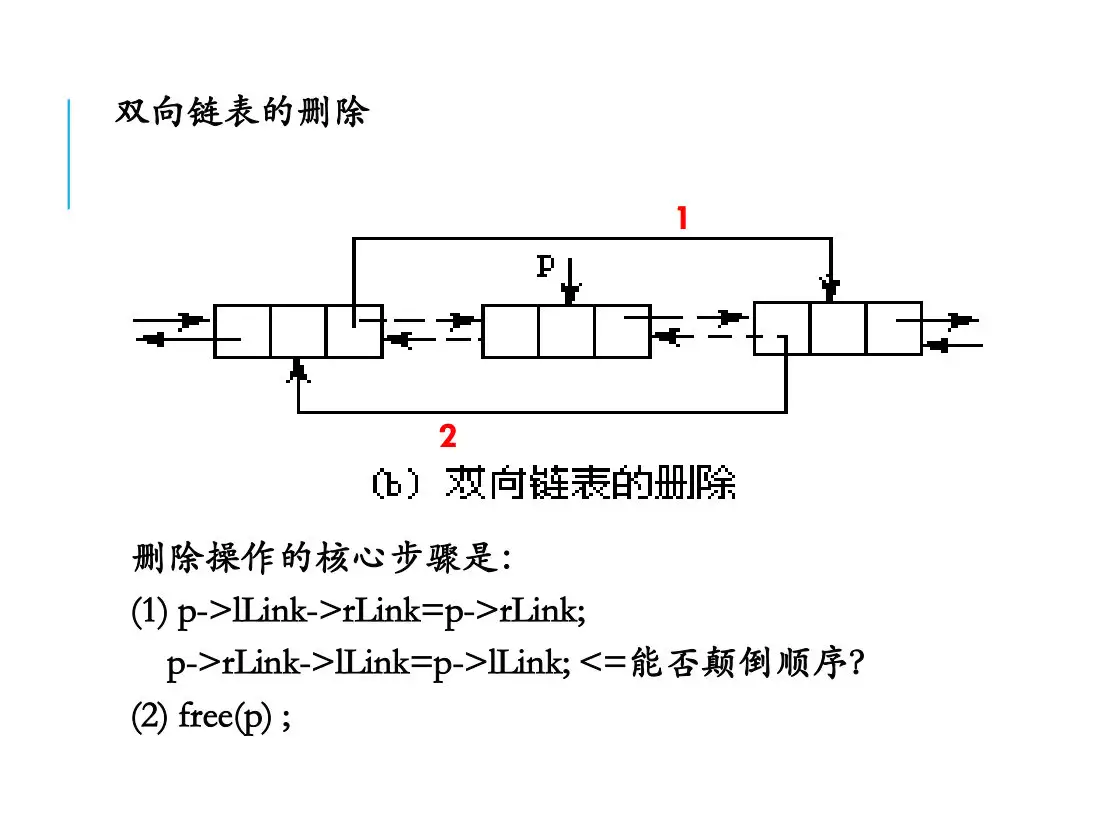 双向链表的删除
1
p
2
(b) 双向链表的删除
删除操作的核心步骤是：
(1) p->lLink->rLink=p->rLink;
p->rLink->lLink=p->lLink; <=能否颠倒顺序？
(2) free(p) ;